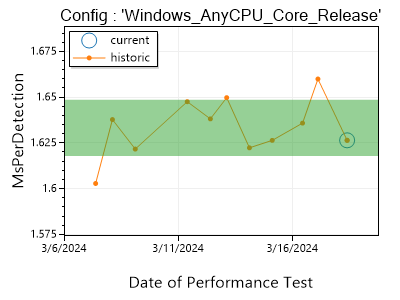 Config : 'Windows_AnyCPU_Core_Release'
current
historic
1.675
1.65
1.625
1.6
1.575
MsPerDetection
3/6/2024
3/11/2024
3/16/2024
Date of Performance Test